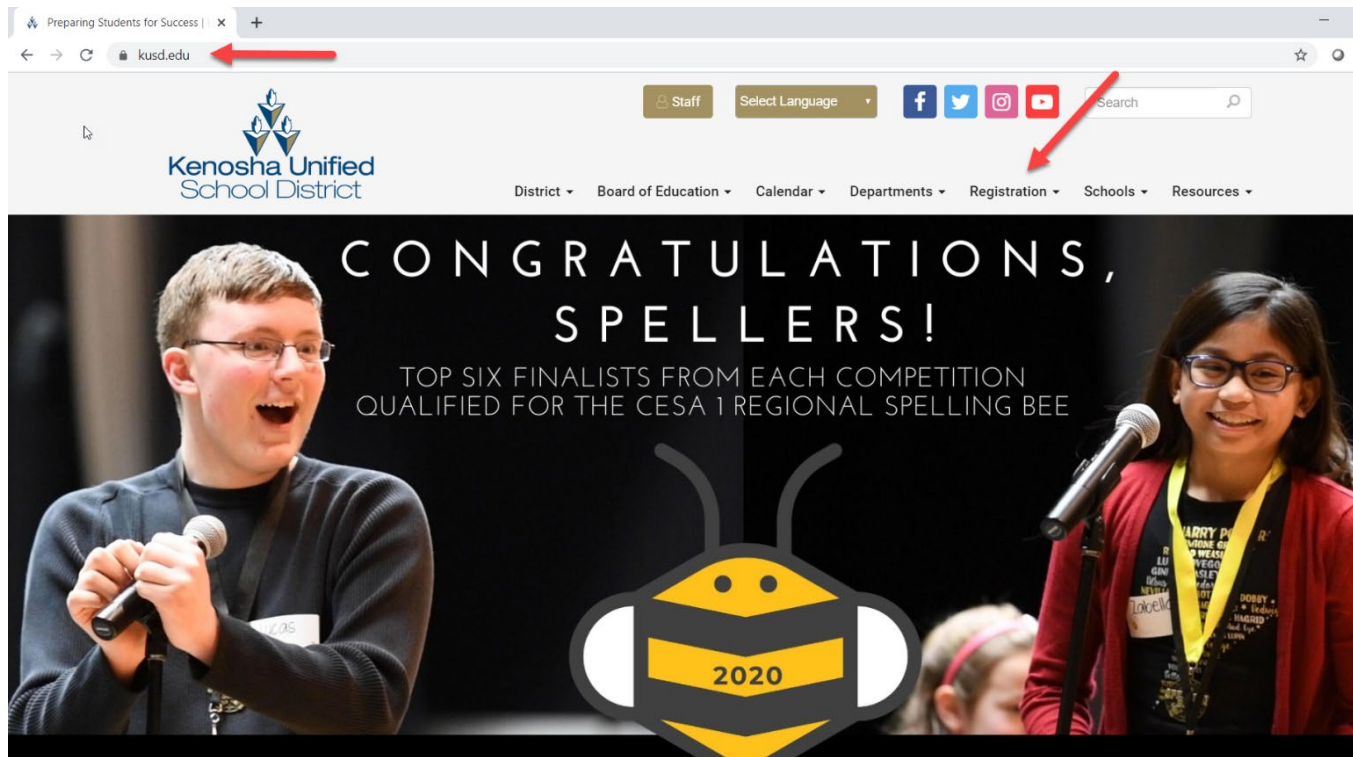 Preparing Students for Success |
kusd.edu
Staff
Select Language
Search
Kenosha Unified
School District
District
Board of Education
Calendar
Departments
Registration
Schools
Resources
CONGRATULATIONS,
SPELLERS!
TOP SIX FINALISTS FROM EACH COMPETITION
QUALIFIED FOR THE CESA 1 REGIONAL SPELLING BEE
2020
HARRY
DOBBY